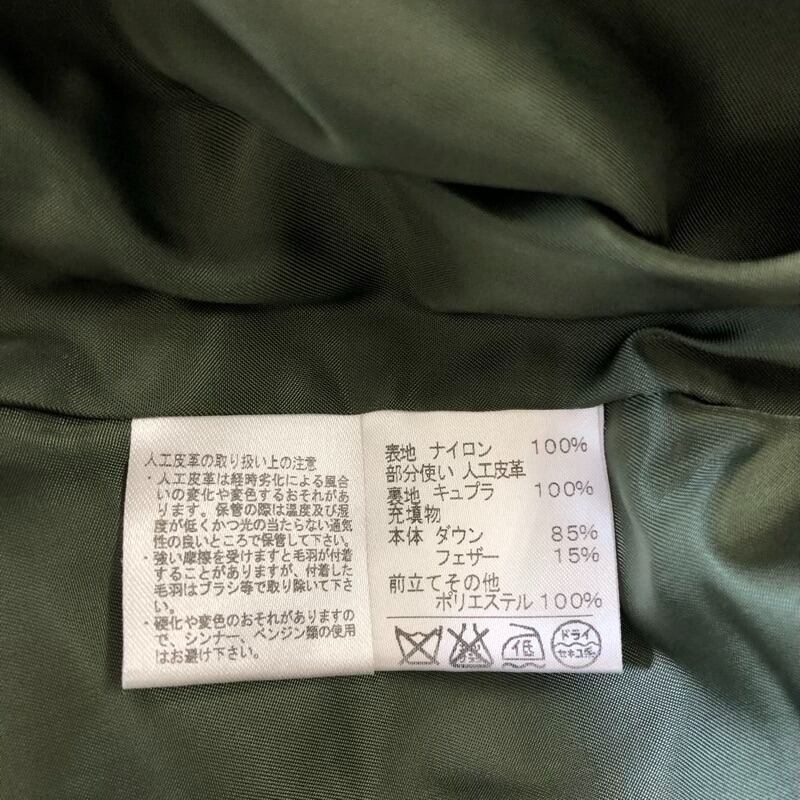 人工皮革の取り扱い上の注意
・人工皮革は経時劣化による風合
いの変化や変色するおそれがあ
ります。保管の際は温度及び湿
度が低くかつ光の当たらない通気
性の良いところで保管して下さい。
・強い摩擦を受けますと毛羽が付着
することがありますが、付着した
毛羽はブラシ等で取り除いて下さ
い。
・硬化や変色のおそれがありますの
で、シンナー、ベンジン類の使用
はお避け下さい。
表地 ナイロン 100%
部分使い 人工皮革
裏地 キュプラ 100%
充填物
本体 ダウン 85%
フェザー 15%
前立てその他
ポリエステル 100%
低
ドライ
セキユ系